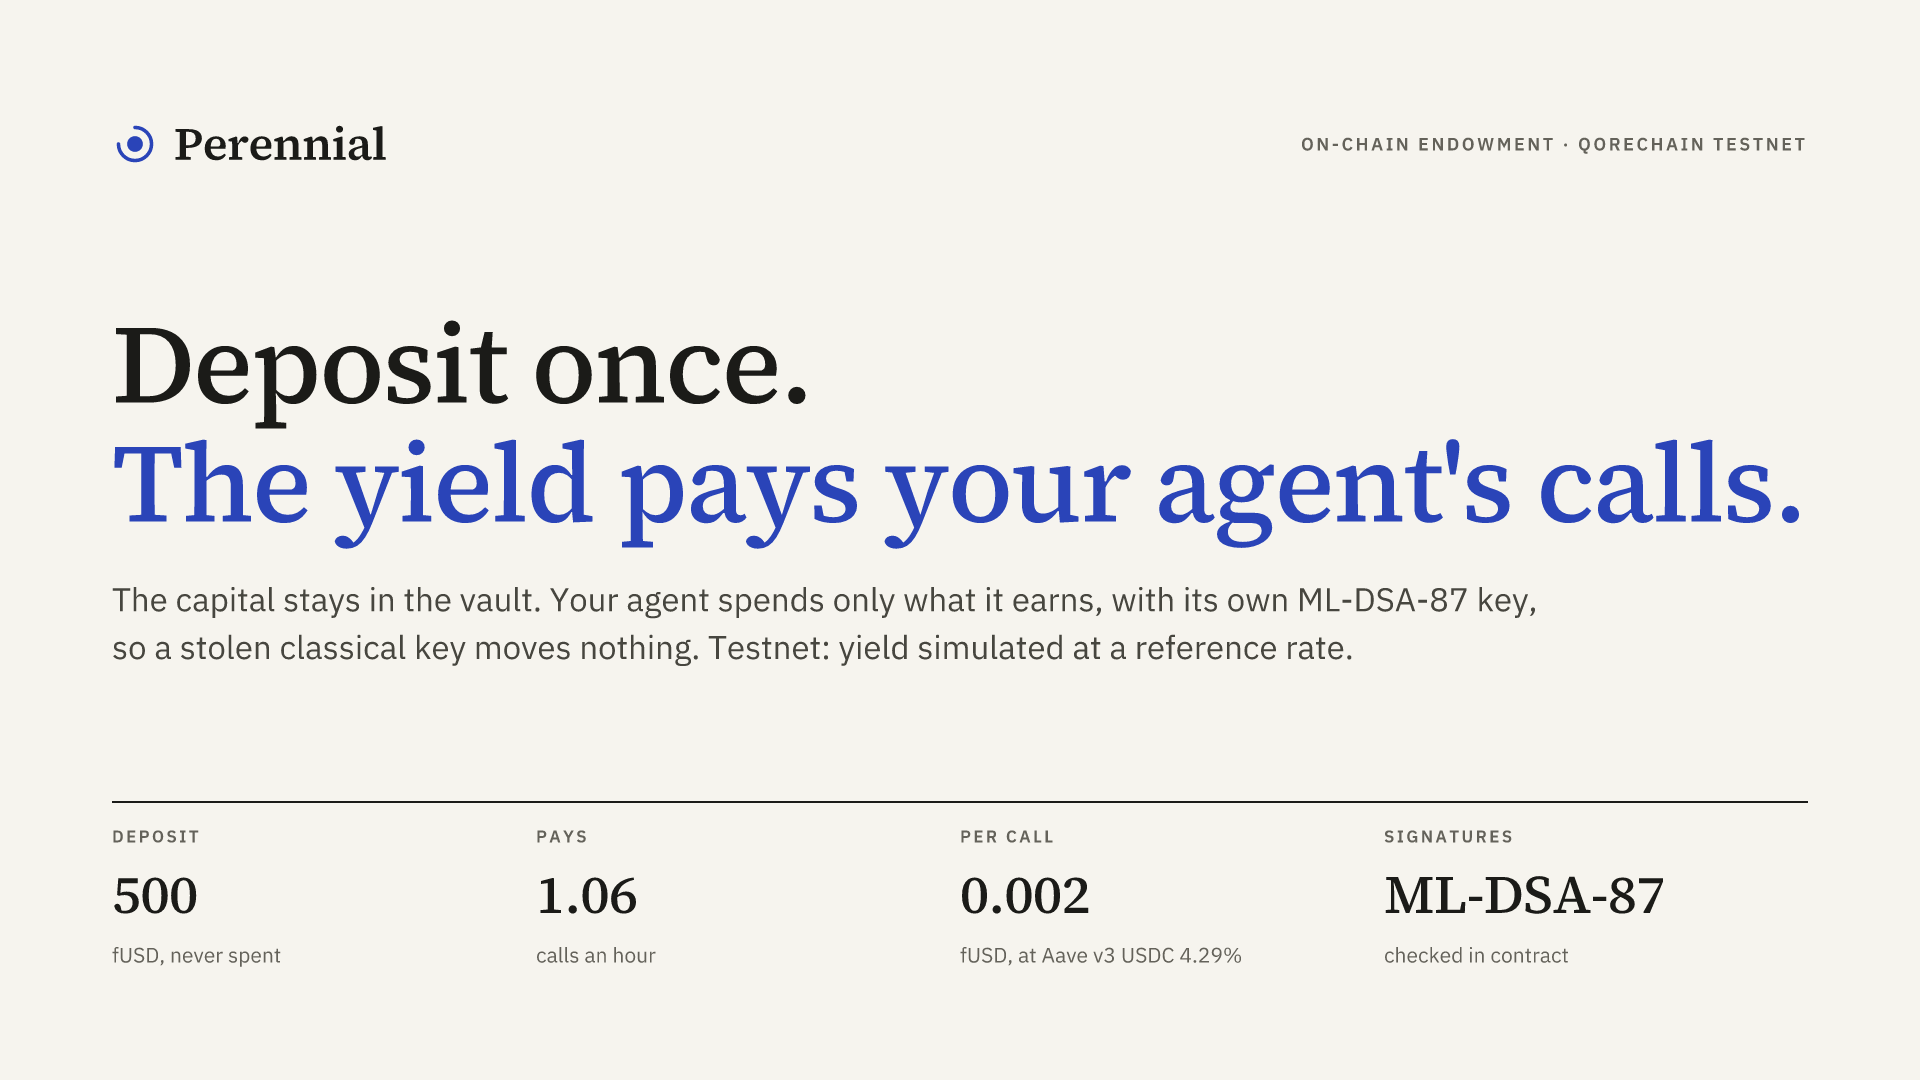 Perennial
ON-CHAIN ENDOWMENT · QORECHAIN TESTNET
Deposit once.
The yield pays your agent's calls.
The capital stays in the vault. Your agent spends only what it earns, with its own ML-DSA-87 key,
so a stolen classical key moves nothing. Testnet: yield simulated at a reference rate.
DEPOSIT
500
fUSD, never spent
PAYS
1.06
calls an hour
PER CALL
0.002
fUSD, at Aave v3 USDC 4.29%
SIGNATURES
ML-DSA-87
checked in contract